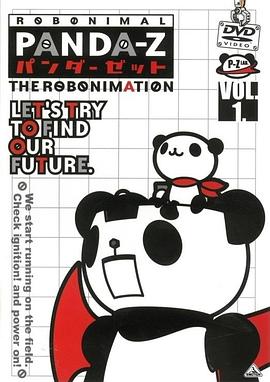 ROBONIMAL
PANDA-Z
パンダーゼット
THE ROBONIMATION
LET'S TRY
TO FIND
OUR
FUTURE.
DVD
VIDEO
P-Z LAB.
VOL.
1.
We start running on the field
Check ignition! and power on!